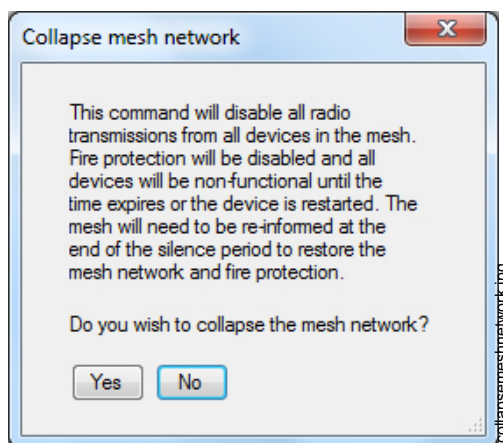 Collapse mesh network
This command will disable all radio
transmissions from all devices in the mesh.
Fire protection will be disabled and all
devices will be non-functional until the
time expires or the device is restarted. The
mesh will need to be re-informed at the
end of the silence period to restore the
mesh network and fire protection.
Do you wish to collapse the mesh network?
Yes No